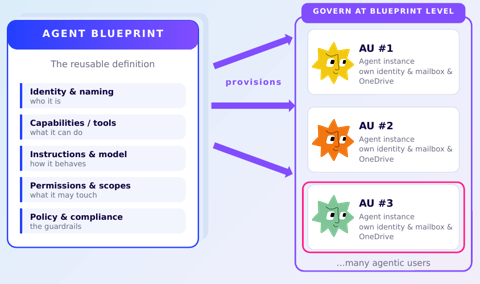 AGENT BLUEPRINT
The reusable definition
Identity & naming
who it is
Capabilities / tools
what it can do
Instructions & model
how it behaves
Permissions & scopes
what it may touch
Policy & compliance
the guardrails
provisions
GOVERN AT BLUEPRINT LEVEL
AU #1
Agent instance
own identity & mailbox &
OneDrive
AU #2
Agent instance
own identity & mailbox &
OneDrive
AU #3
Agent instance
own identity & mailbox &
OneDrive
...many agentic users